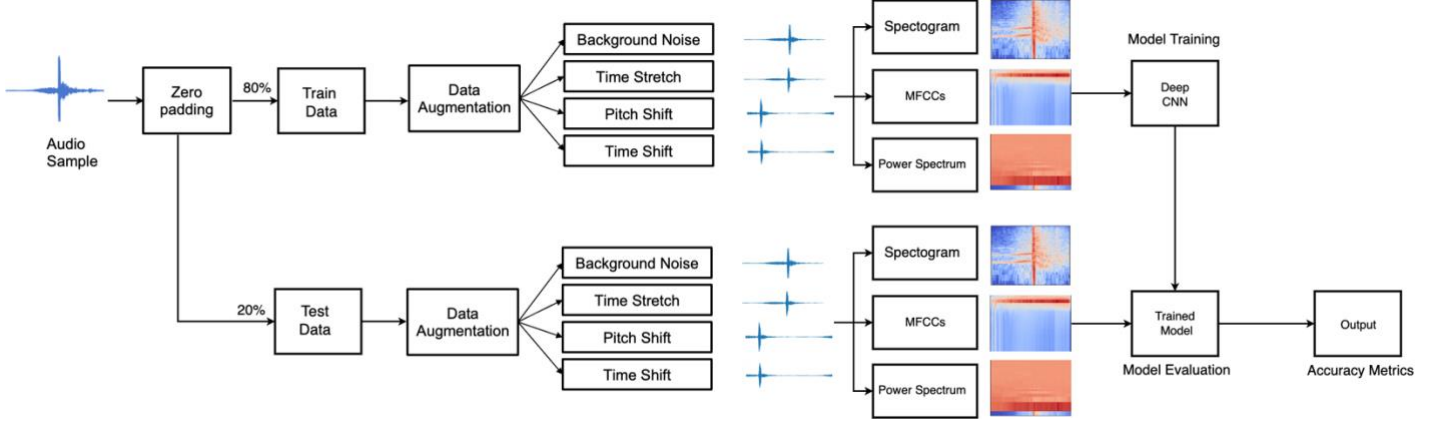 Audio
Sample
Zero
padding
80%
Train
Data
Data
Augmentation
Background Noise
Time Stretch
Pitch Shift
Time Shift
Spectogram
MFCCs
Power Spectrum
Model Training
Deep
CNN
20%
Test
Data
Data
Augmentation
Background Noise
Time Stretch
Pitch Shift
Time Shift
Spectogram
MFCCs
Power Spectrum
Trained
Model
Model Evaluation
Output
Accuracy Metrics